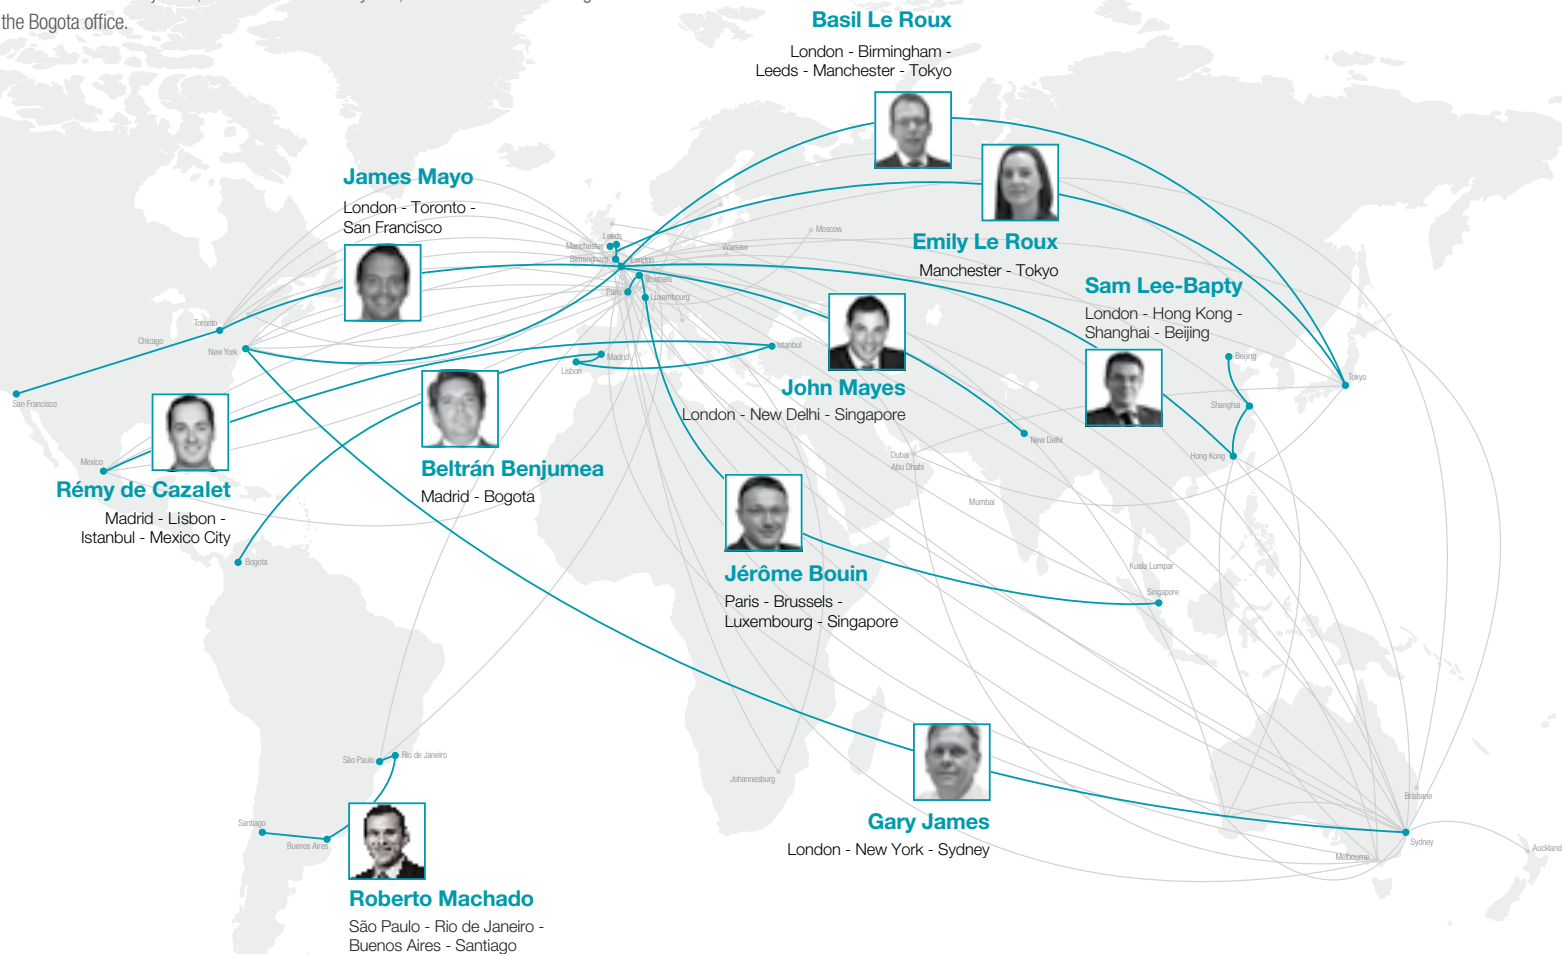 the Bogota office.
Basil Le Roux
London - Birmingham -
Leeds - Manchester - Tokyo
James Mayo
London - Toronto -
San Francisco
Emily Le Roux
Manchester - Tokyo
Sam Lee-Bapty
London - Hong Kong -
Shanghai - Beijing
John Mayes
London - New Delhi - Singapore
Beltrán Benjumea
Madrid - Bogota
Rémy de Cazalet
Madrid - Lisbon -
Istanbul - Mexico City
Jérôme Bouin
Paris - Brussels -
Luxembourg - Singapore
Gary James
London - New York - Sydney
Roberto Machado
São Paulo - Rio de Janeiro -
Buenos Aires - Santiago
Leeds
Manchester
Birmingham
London
Brussels
Paris
Luxembourg
Warsaw
Moscow
Toronto
Chicago
New York
San Francisco
Madrid
Lisbon
Istanbul
Beijing
Tokyo
Shanghai
Hong Kong
New Delhi
Dubai
Abu Dhabi
Mumbai
Mexico
Bogota
Kuala Lumpar
Singapore
São Paulo
Rio de Janeiro
Santiago
Buenos Aires
Johannesburg
Brisbane
Sydney
Melbourne
Auckland